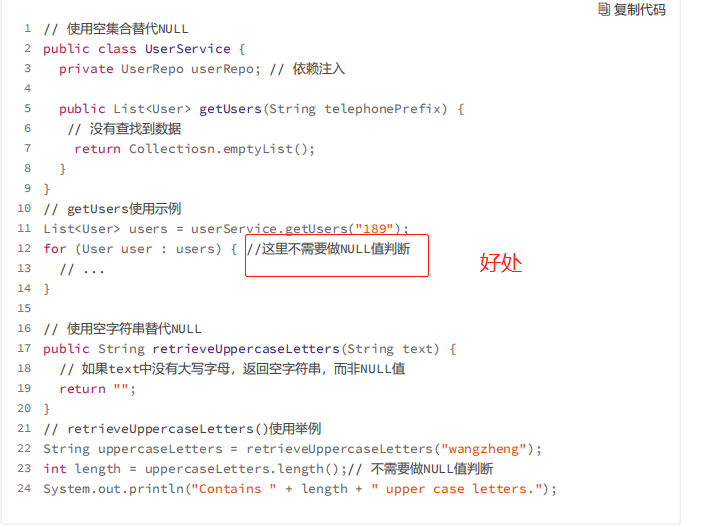 复制代码
1 // 使用空集合替代NULL
2 public class UserService {
3 private UserRepo userRepo; // 依赖注入
4
5 public List<User> getUsers(String telephonePrefix) {
6 // 没有查找到数据
7 return Collectiosn.emptyList();
8 }
9 }
10 // getUsers使用示例
11 List<User> users = userService.getUsers("189");
12 for (User user : users) { //这里不需要做NULL值判断
好处
13 // ...
14 }
15
16 // 使用空字符串替代NULL
17 public String retrieveUppercaseLetters(String text) {
18 // 如果text中没有大写字母，返回空字符串，而非NULL值
19 return "";
20 }
21 // retrieveUppercaseLetters()使用举例
22 String uppercaseLetters = retrieveUppercaseLetters("wangzheng");
23 int length = uppercaseLetters.length();// 不需要做NULL值判断
24 System.out.println("Contains " + length + " upper case letters.");